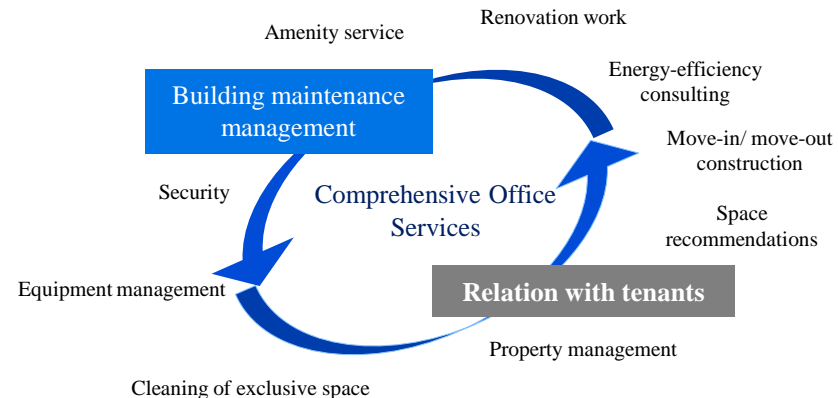 Renovation work
Amenity service
Energy-efficiency
consulting
Building maintenance
management
Move-in/ move-out
construction
Security
Comprehensive Office
Services
Space
recommendations
Equipment management
Relation with tenants
Property management
Cleaning of exclusive space